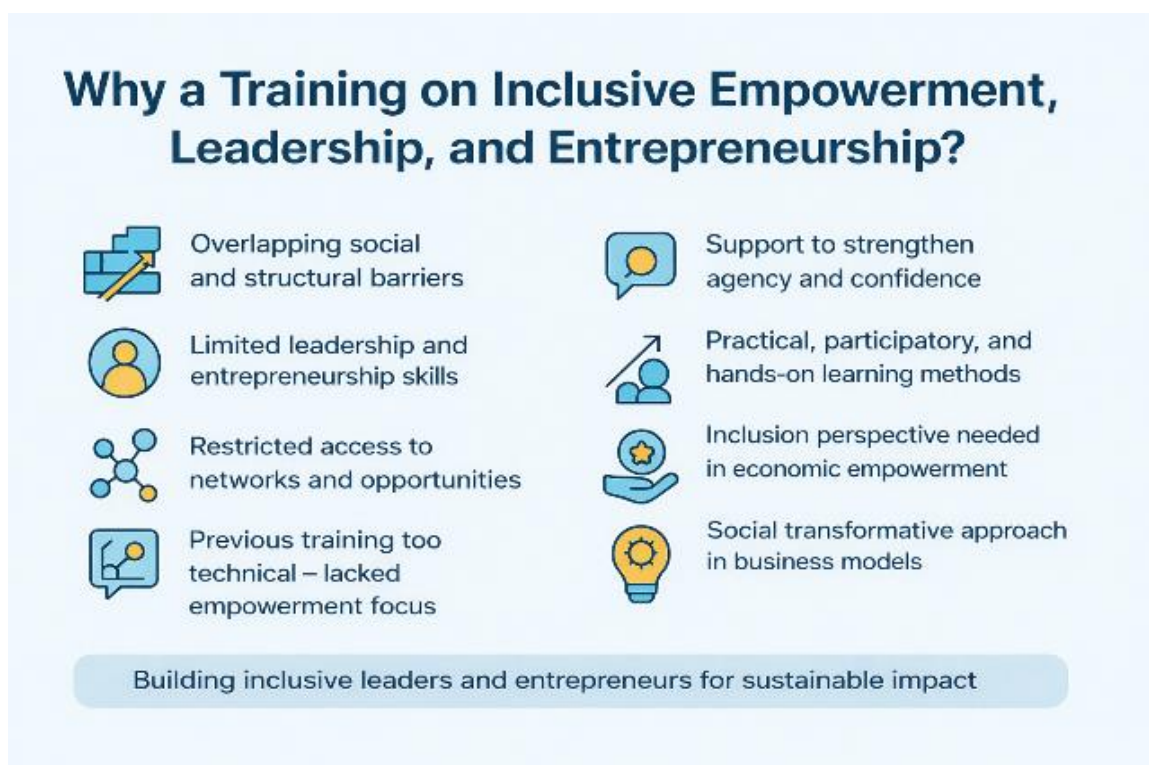 Why a Training on Inclusive Empowerment,
Leadership, and Entrepreneurship?
Overlapping social
and structural barriers
Limited leadership and
entrepreneurship skills
Restricted access to
networks and opportunities
Previous training too
technical – lacked
empowerment focus
Support to strengthen
agency and confidence
Practical, participatory, and
hands-on learning methods
Inclusion perspective needed
in economic empowerment
Social transformative approach
in business models
Building inclusive leaders and entrepreneurs for sustainable impact